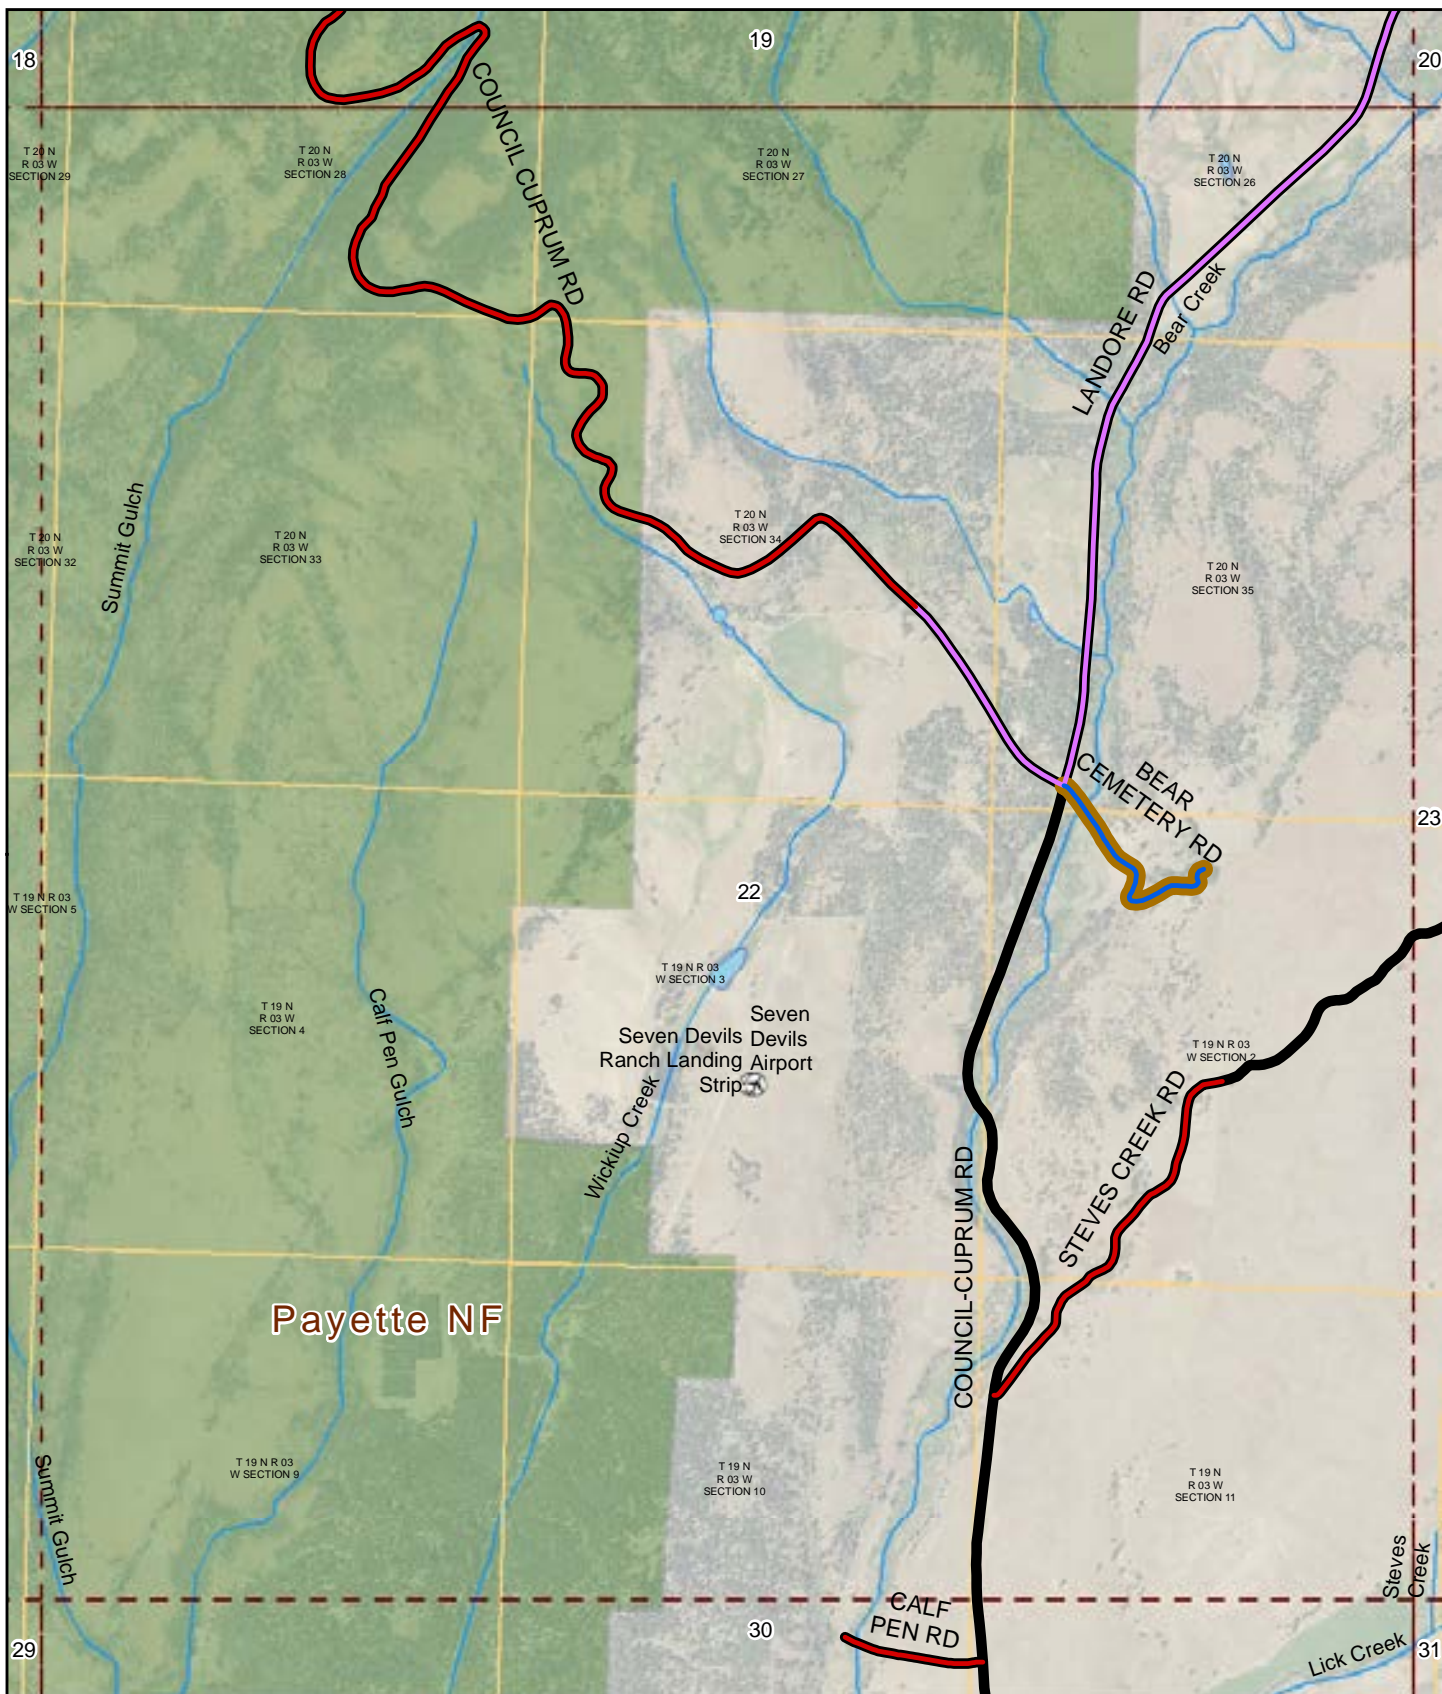 18
19
20
T 20 N
R 03 W
SECTION 29
T 20 N
R 03 W
SECTION 28
T 20 N
R 03 W
SECTION 27
T 20 N
R 03 W
SECTION 26
COUNCIL CUPRUM RD
LANDORE RD
Bear Creek
Summit Gulch
T 20 N
R 03 W
SECTION 32
T 20 N
R 03 W
SECTION 33
T 20 N
R 03 W
SECTION 34
T 20 N
R 03 W
SECTION 35
BEAR
CEMETERY RD
23
22
T 19 N R 03
W SECTION 5
T 19 N
R 03 W
SECTION 4
Calf Pen Gulch
T 19 N R 03
W SECTION 3
Seven Devils
Ranch Landing
Strip
Seven
Devils
Airport
T 19 N R 03
W SECTION 2
Wickiup Creek
COUNCIL-CUPRUM RD
STEVES CREEK RD
Payette NF
Summit Gulch
T 19 N R 03
W SECTION 9
T 19 N
R 03 W
SECTION 10
T 19 N
R 03 W
SECTION 11
Steves
Creek
CALF
PEN RD
29
30
31
Lick Creek